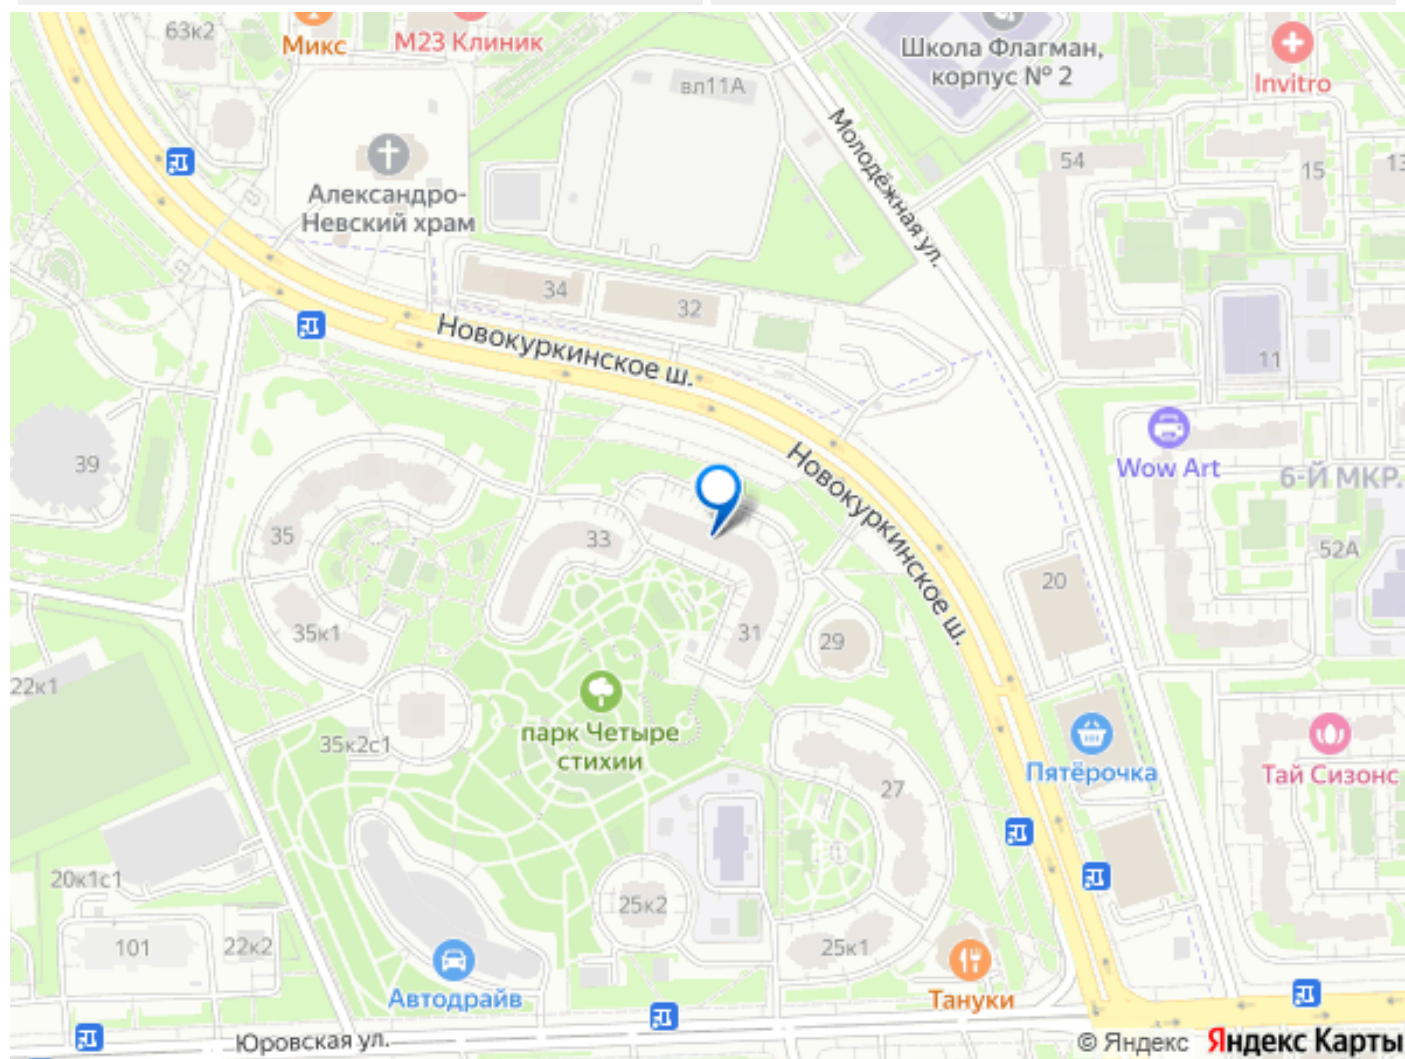 63к2
Микс
М23 Клиник
вл11А
Школа Флагман,
корпус № 2
Invitro
Молодёжная ул.
54
15
13
Александро-
Невский храм
34
32
Новокуркинское ш.
11
39
Новокуркинское ш.
Wow Art
6-Й МКР.
35
33
52А
20
35к1
31
29
22к1
парк Четыре
стихии
35к2с1
Пятёрочка
Тай Сизонс
27
20к1с1
25к2
101
22к2
25к1
Автодрайв
Тануки
Юровская ул.
© Яндекс Яндекс Карты